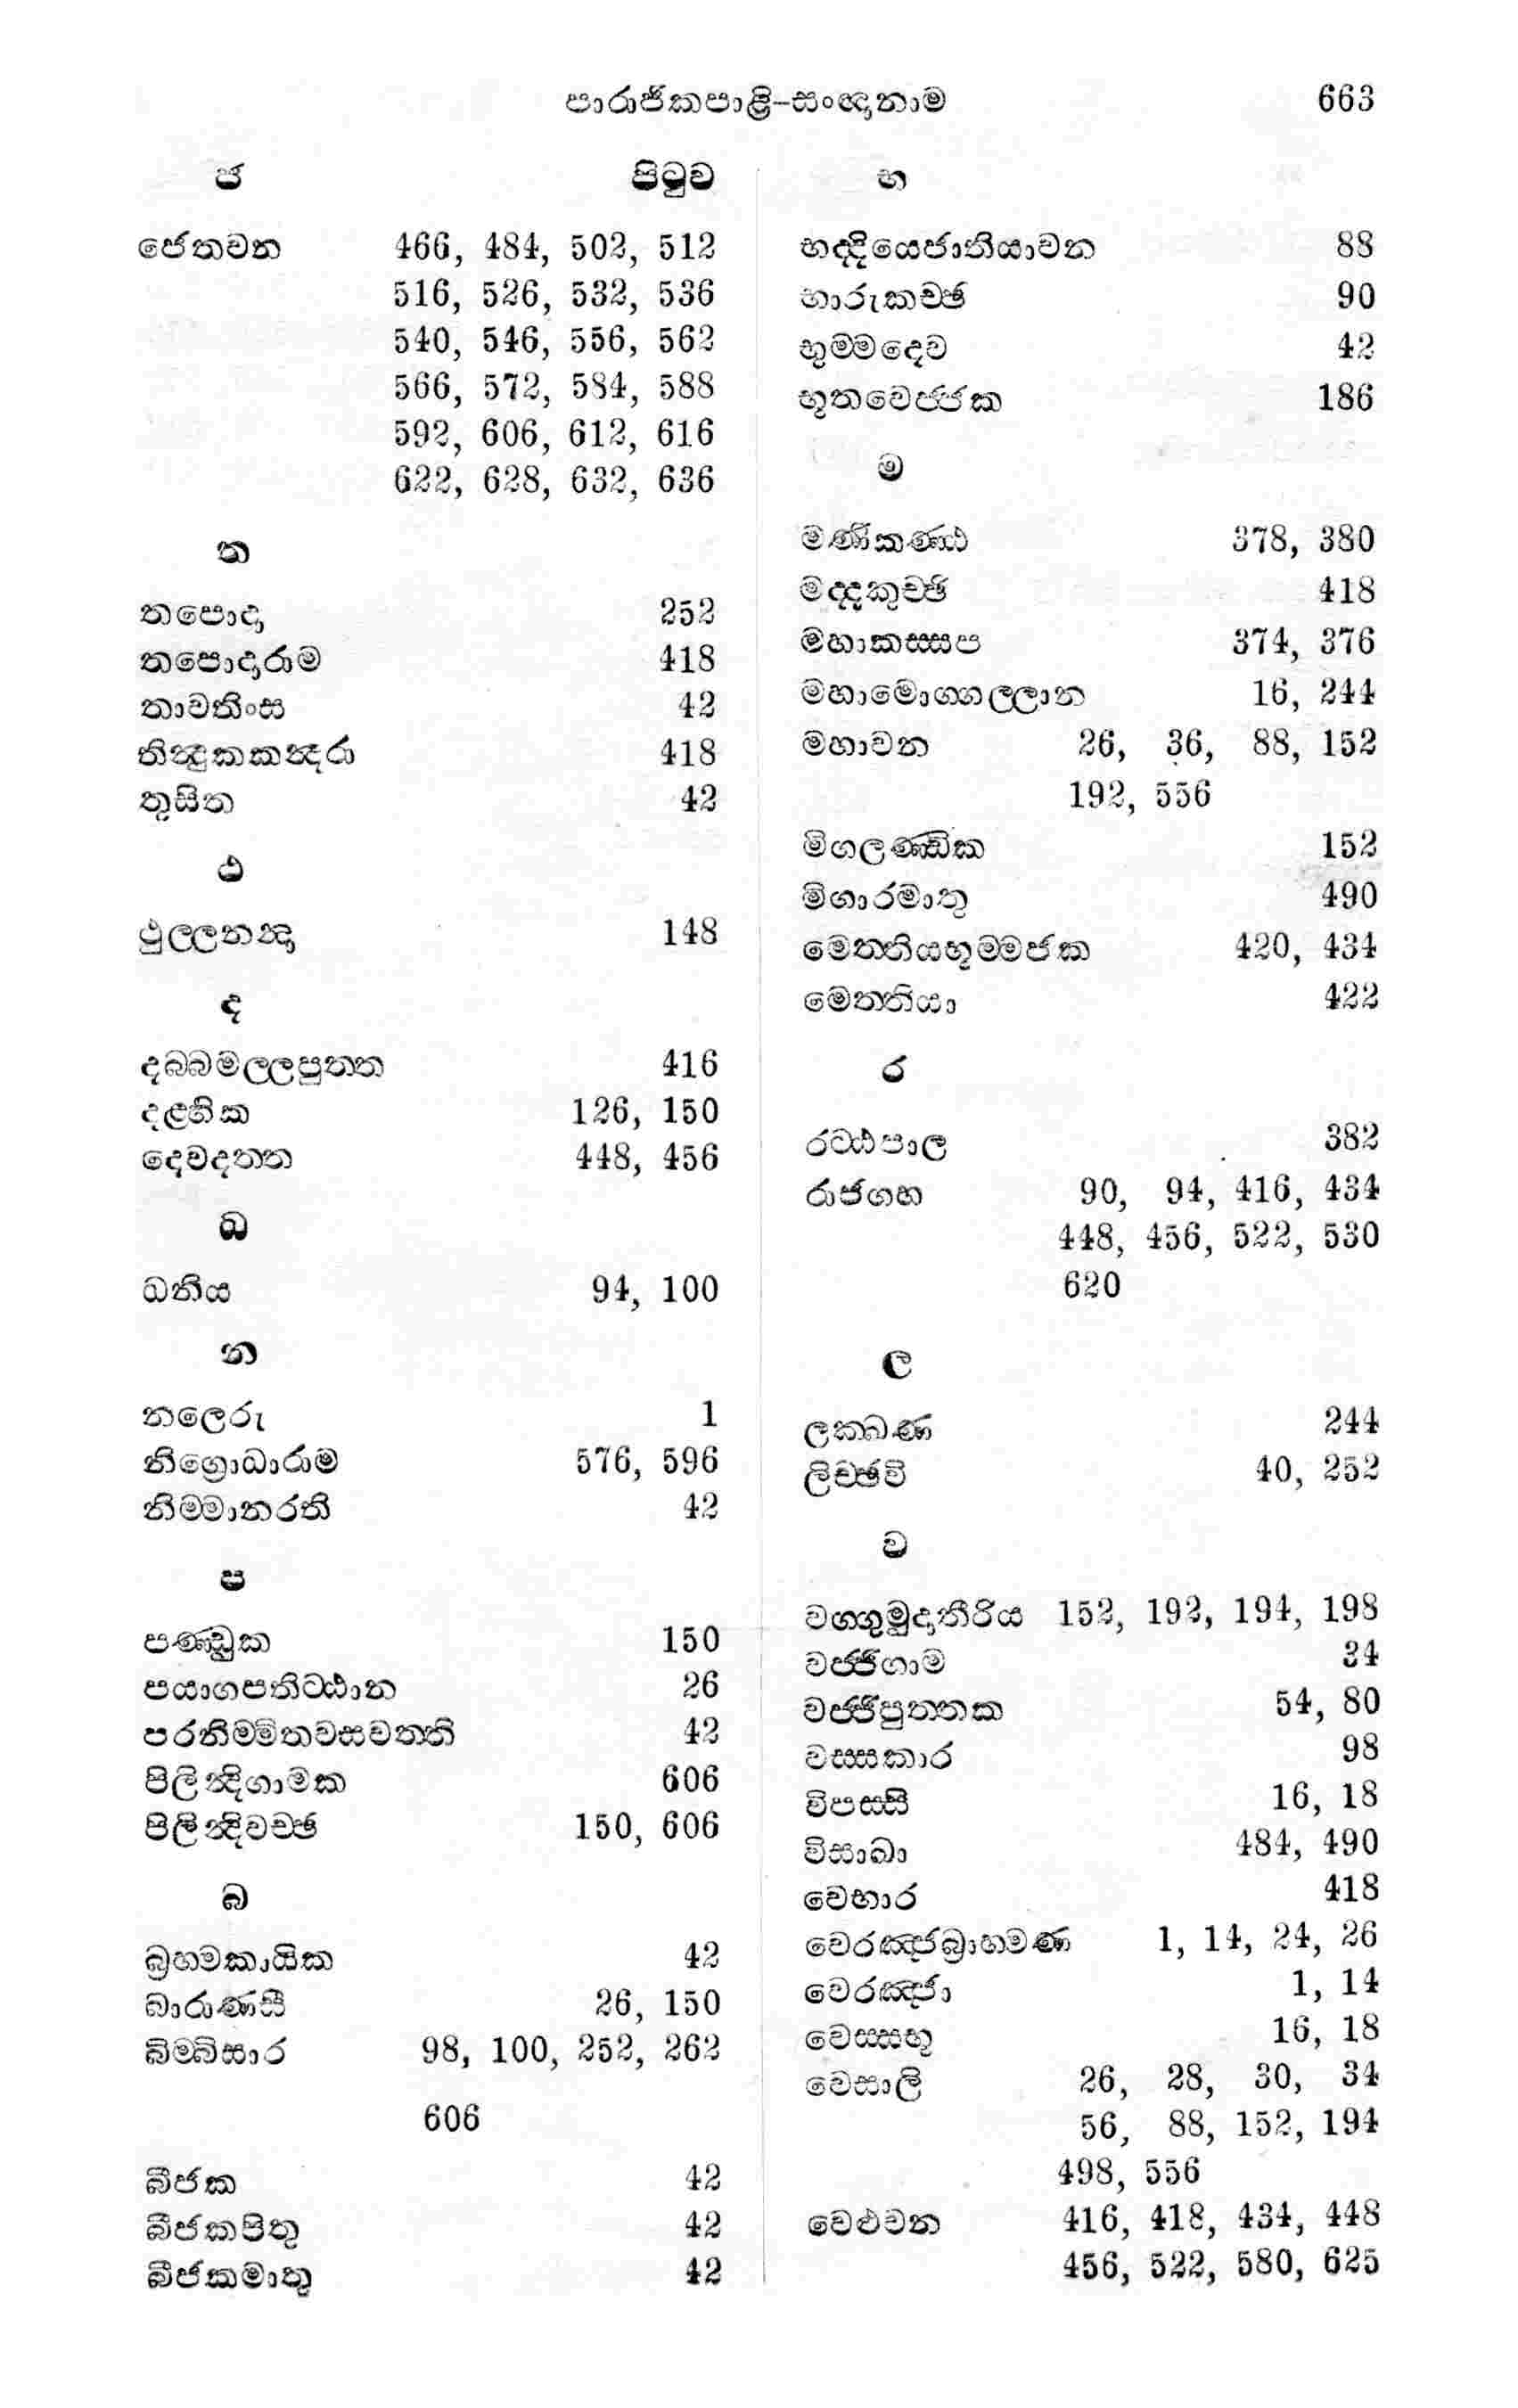 පාරාජිකපාළි-සංඥානාම 663
ජ පිටුව
ජෙතවන 466, 484, 502, 512
516, 526, 532, 536
540, 546, 556, 562
566, 572, 584, 588
592, 606, 612, 616
622, 628, 632, 636
ත
තපොදා 252
තපොදාරාම 418
තාවතිංස 42
තින්‍දුකකන්‍දරා 418
තුසිත 42
ථ
ථුල්ලනන්‍දා 148
ද
දබ්බමල්ලපුත්ත 416
දළ්හික 126, 150
දෙවදත්ත 448, 456
ධ
ධනිය 94, 100
න
නලෙරු 1
නිග්‍රොධාරාම 576, 596
නිම්මානරති 42
ප
පණ්ඩුක 150
පයාගපතිට්ඨාන 26
පරනිම්මිතවසවත්ති 42
පිලින්‍දිගාමක 606
පිලින්‍දිවච්ඡ 150, 606
බ
බ්‍රහ්මකායික 42
බාරාණසී 26, 150
බිම්බිසාර 98, 100, 252, 262
606
බීජක 42
බීජකපිතු 42
බීජකමාතු 42
භ
භද්දියෙජාතියාවන 88
භාරුකච්ඡ 90
භුම්මදෙව 42
භූතවෙජ්ජක 186
ම
මණිකණ්ඨ 378, 380
මද්දකුච්ඡි 418
මහාකස්සප 374, 376
මහාමොග්ගල්ලාන 16, 244
මහාවන 26, 36, 88, 152
192, 556
මිගලණ්ඩික 152
මිගාරමාතු 490
මෙත්තියභූම්මජක 420, 434
මෙත්තියා 422
ර
රට්ඨපාල 382
රාජගහ 90, 94, 416, 434
448, 456, 522, 530
620
ල
ලක්ඛණ 244
ලිච්ඡවි 40, 252
ව
වග්ගුමුදාතීරිය 152, 192, 194, 198
වජ්ජිගාම 34
වජ්ජිපුත්තක 54, 80
වස්සකාර 98
විපස්සි 16, 18
විසාඛා 484, 490
වෙභාර 418
වෙරඤ්ජබ්‍රාහ්මණ 1, 14, 24, 26
වෙරඤ්ජා 1, 14
වෙස්සභූ 16, 18
වෙසාලි 26, 28, 30, 34
56, 88, 152, 194
498, 556
වෙළුවන 416, 418, 434, 448
456, 522, 580, 625